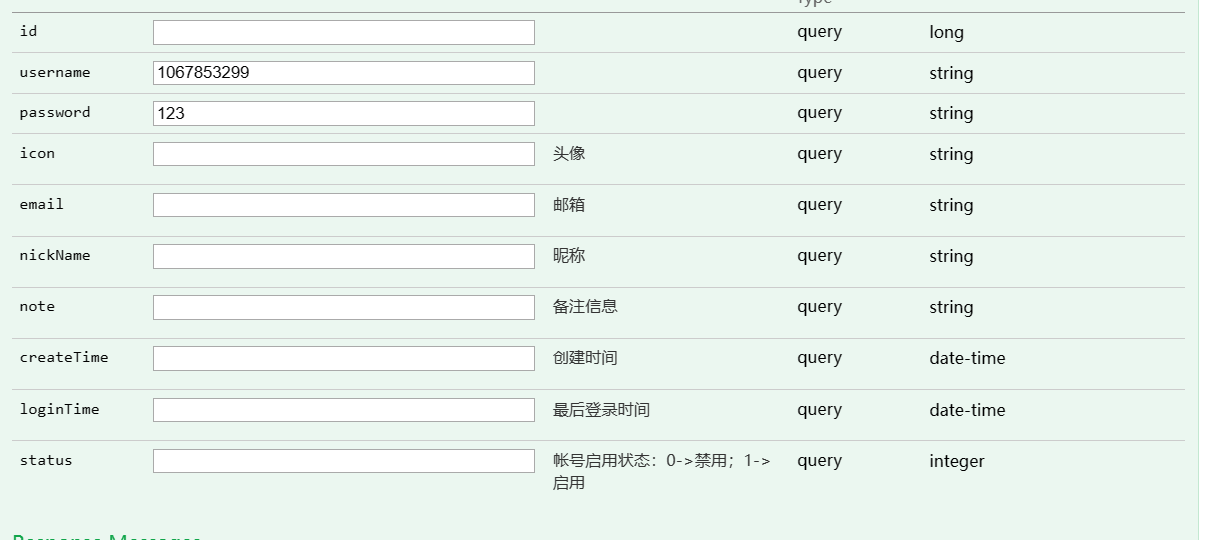 Type
id query long
username 1067853299 query string
password 123 query string
icon 头像 query string
email 邮箱 query string
nickName 昵称 query string
note 备注信息 query string
createTime 创建时间 query date-time
loginTime 最后登录时间 query date-time
status 帐号启用状态：0->禁用；1-> query integer
启用
Response Messages